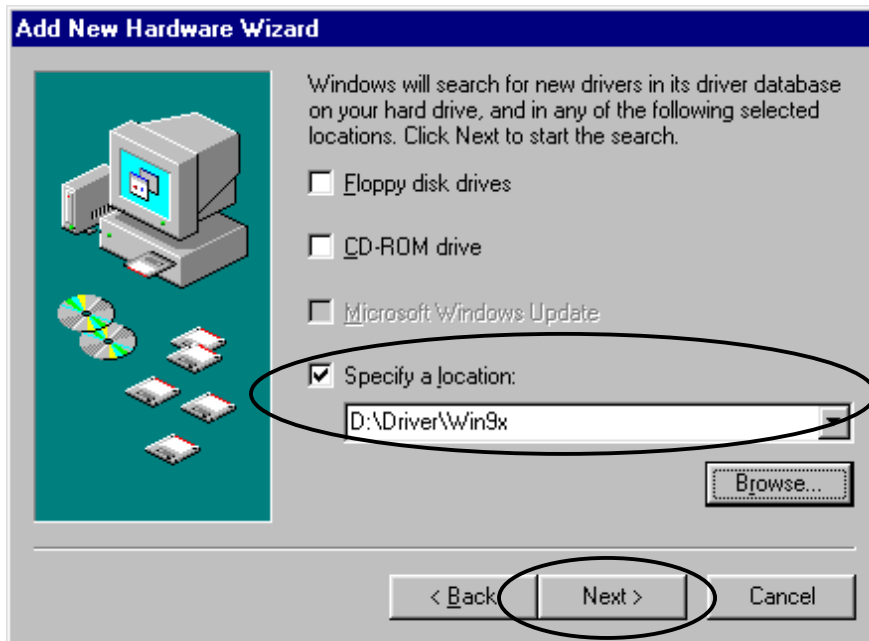 Add New Hardware Wizard
Windows will search for new drivers in its driver database
on your hard drive, and in any of the following selected
locations. Click Next to start the search.
Floppy disk drives
CD-ROM drive
Microsoft Windows Update
Specify a location:
D:\Driver\Win9x
Browse...
< Back
Next >
Cancel